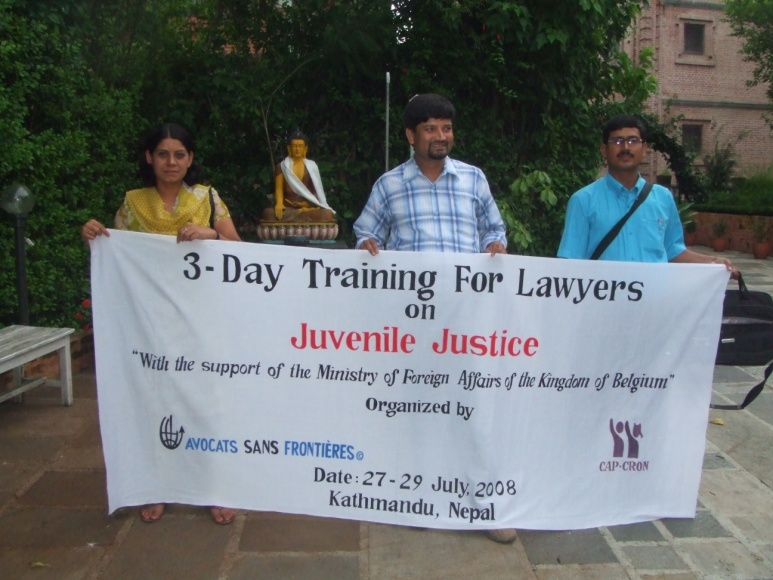 3-Day Training For Lawyers
on
Juvenile Justice
"With the support of the Ministry of Foreign Affairs of the Kingdom of Belgium"
Organized by
AVOCATS SANS FRONTIÈRES©
CAP-CRON
Date: 27-29 July, 2008
Kathmandu, Nepal